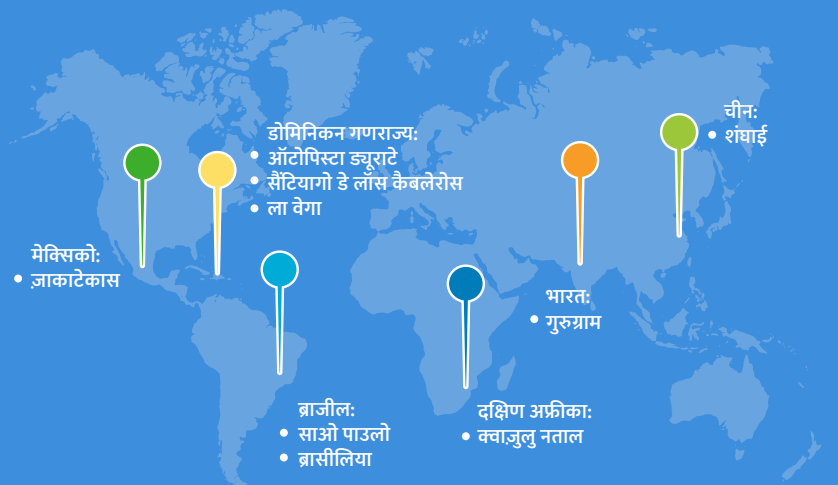 डोमिनिकन गणराज्य:
• ऑटोपिस्टा ड्यूराटे
• सैंटियागो डे लॉस कैबलेरोस
• ला वेगा
चीन:
• शंघाई
मेक्सिको:
• ज़ाकाटेकास
भारत:
• गुरुग्राम
ब्राजील:
• साओ पाउलो
• ब्रासीलिया
दक्षिण अफ्रीका:
• क्वाज़ुलु नताल